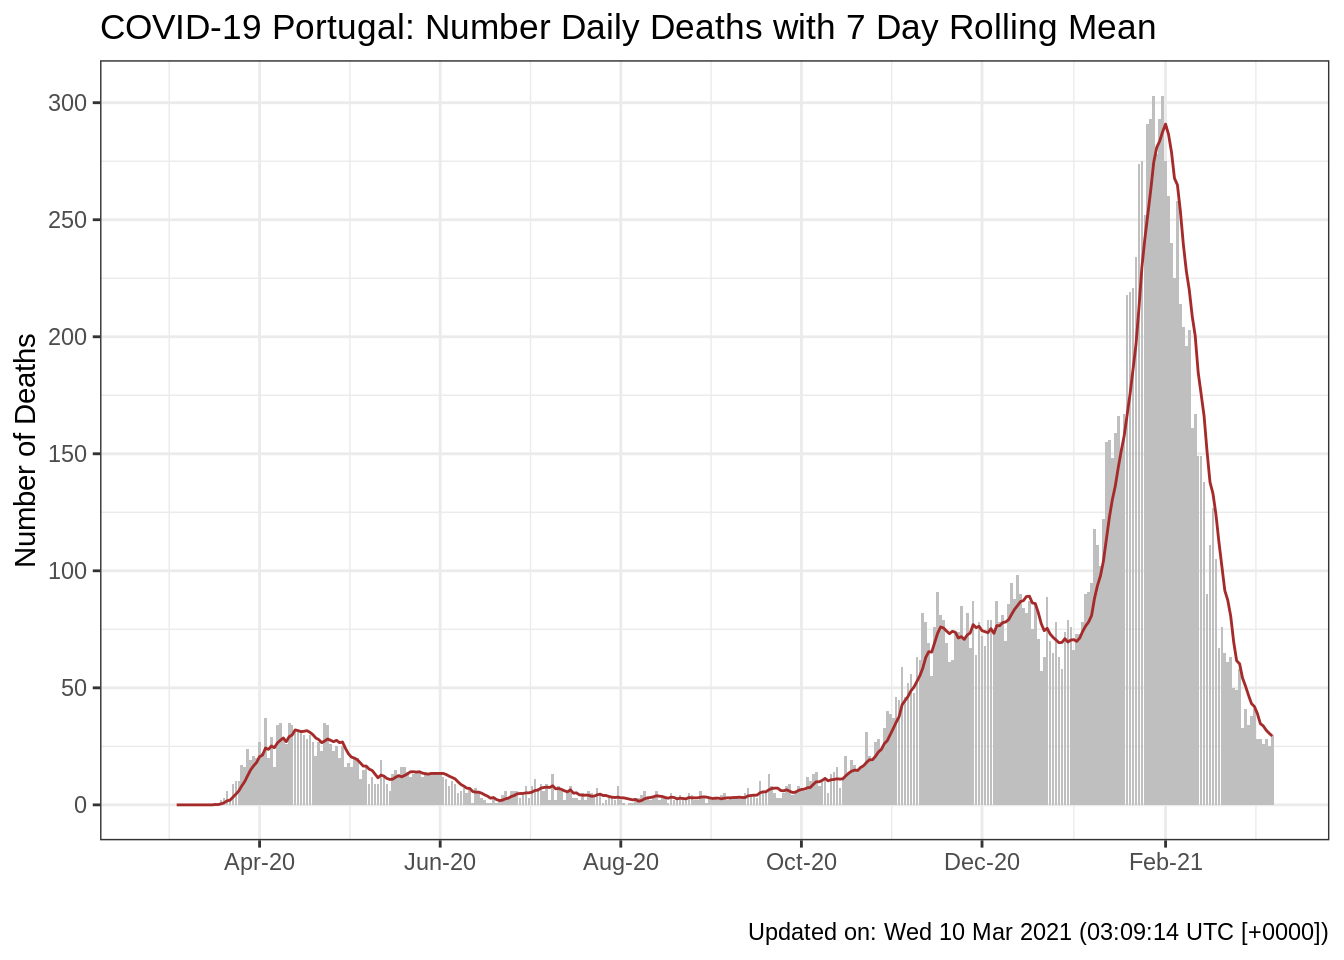 COVID-19 Portugal: Number Daily Deaths with 7 Day Rolling Mean
Number of Deaths
300
250
200
150
100
50
0
Apr-20
Jun-20
Aug-20
Oct-20
Dec-20
Feb-21
Updated on: Wed 10 Mar 2021 (03:09:14 UTC [+0000])